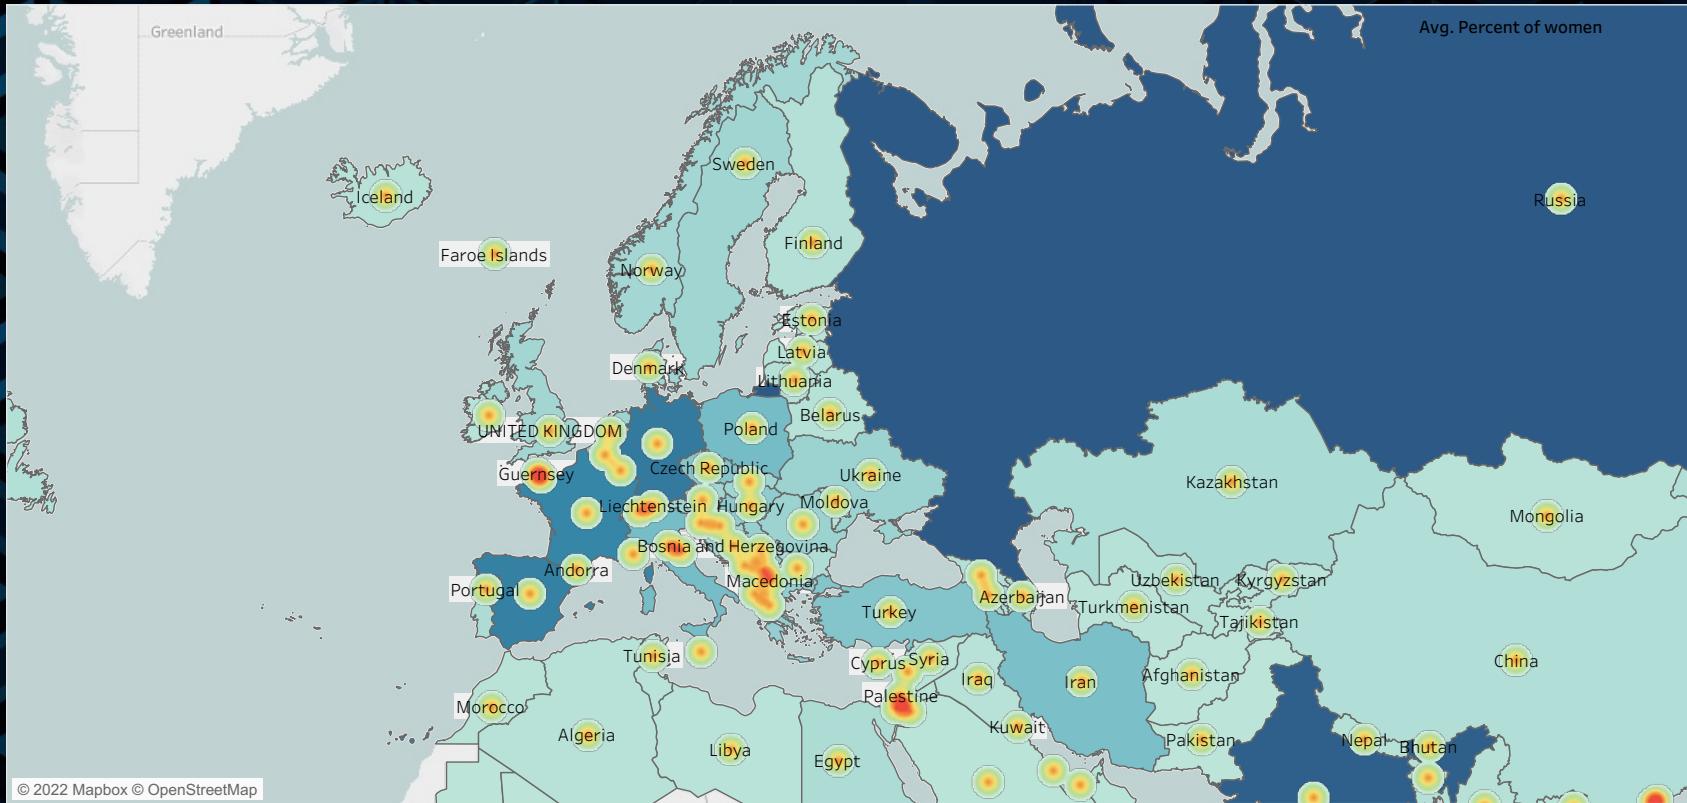 Avg. Percent of women
Greenland
Sweden
Iceland
Russia
Finland
Faroe Islands
Norway
Estonia
Latvia
Denmark
Lithuania
Belarus
UNITED KINGDOM
Poland
Czech Republic
Guernsey
Ukraine
Kazakhstan
Liechtenstein
Hungary
Moldova
Mongolia
Bosnia and Herzegovina
Andorra
Macedonia
Uzbekistan
Kyrgyzstan
Portugal
Azerbaijan
Turkmenistan
Turkey
Tajikistan
Tunisia
Cyprus
Syria
China
Iraq
Iran
Afghanistan
Palestine
Morocco
Kuwait
Algeria
Pakistan
Nepal
Bhutan
Libya
Egypt
© 2022 Mapbox © OpenStreetMap